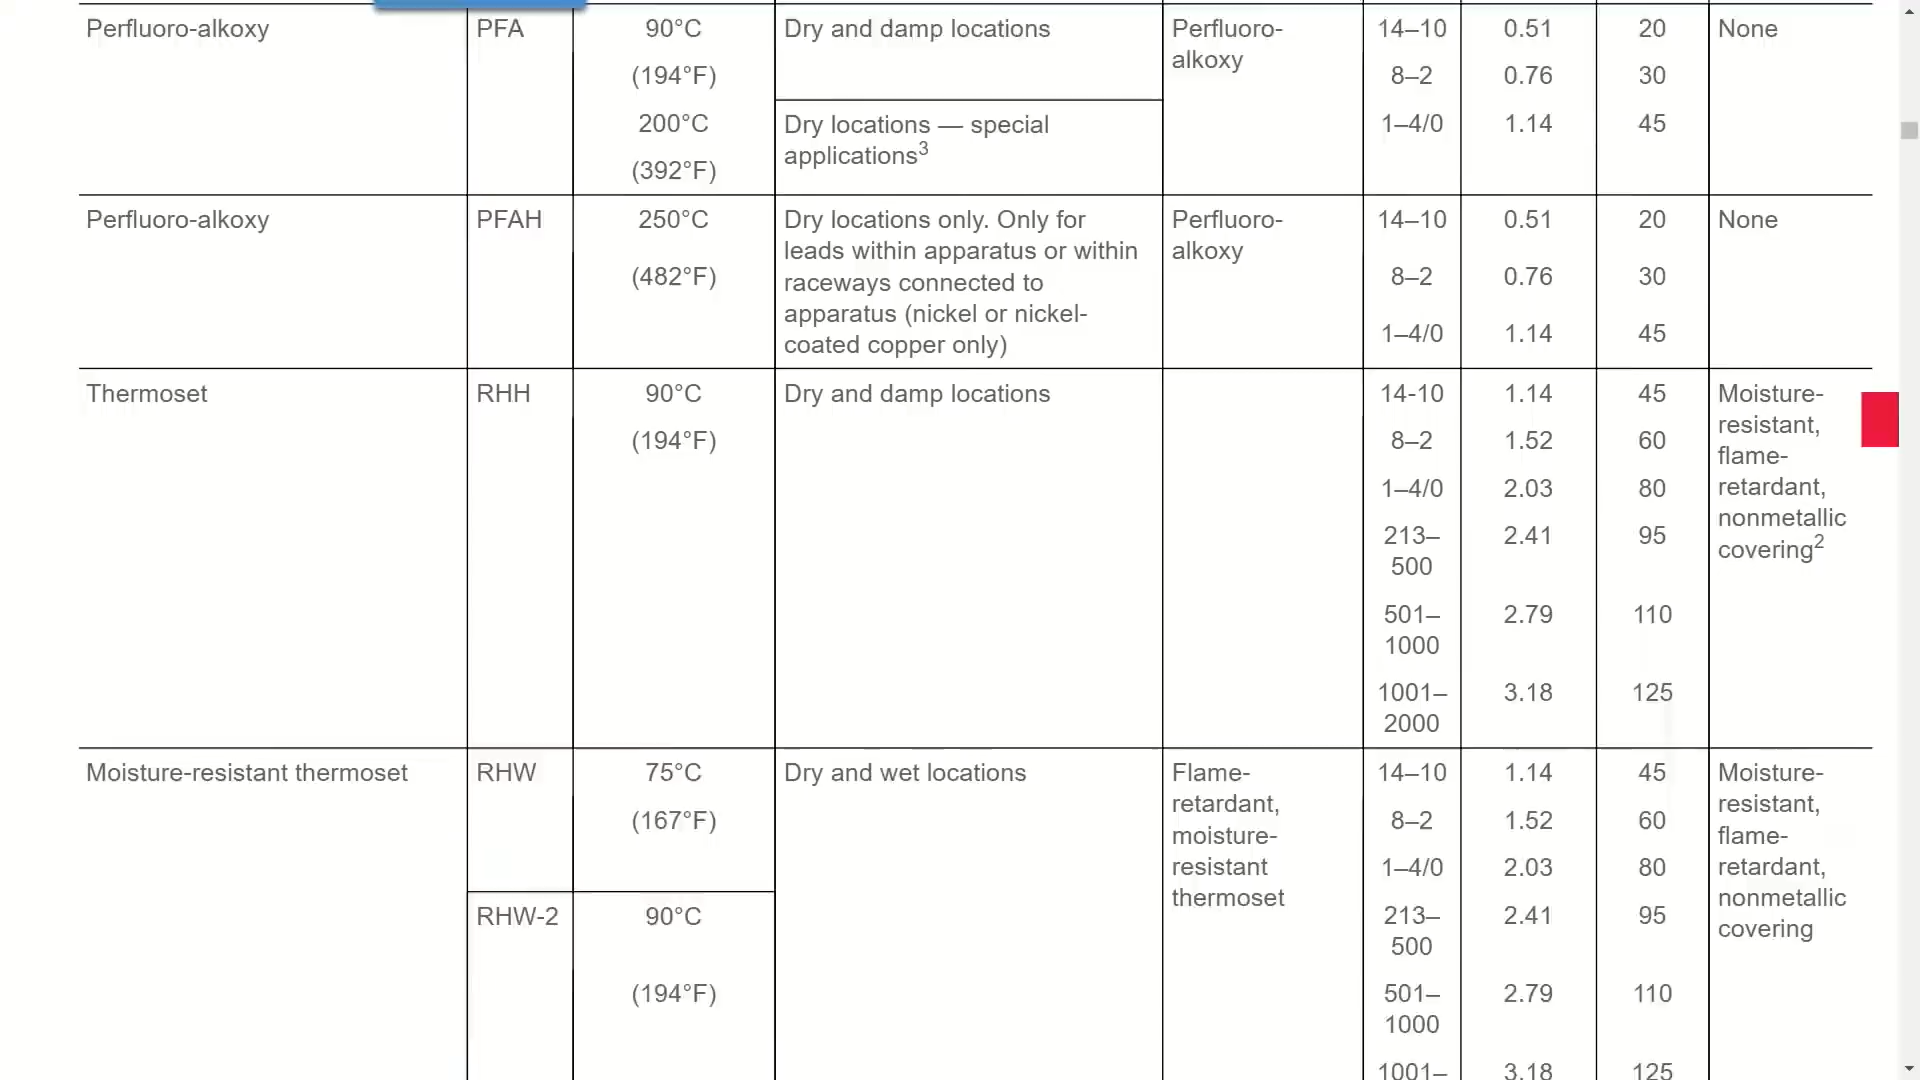 Perfluoro-alkoxy PFA 90°C Dry and damp locations Perfluoro- 14–10 0.51 20 None
alkoxy
(194°F) 8–2 0.76 30
200°C Dry locations — special 1–4/0 1.14 45
applications3
(392°F)
Perfluoro-alkoxy PFAH 250°C Dry locations only. Only for Perfluoro- 14–10 0.51 20 None
leads within apparatus or within alkoxy
(482°F) raceways connected to 8–2 0.76 30
apparatus (nickel or nickel-
1–4/0 1.14 45
coated copper only)
Thermoset RHH 90°C Dry and damp locations 14-10 1.14 45 Moisture-
resistant,
(194°F) 8–2 1.52 60
flame-
1–4/0 2.03 80 retardant,
nonmetallic
213– 2.41 95 covering2
500
501– 2.79 110
1000
1001– 3.18 125
2000
Moisture-resistant thermoset RHW 75°C Dry and wet locations Flame- 14–10 1.14 45 Moisture-
retardant, resistant,
(167°F) moisture- 8–2 1.52 60 flame-
resistant 1–4/0 2.03 80 retardant,
thermoset nonmetallic
RHW-2 90°C 213– 2.41 95 covering
500
(194°F) 501– 2.79 110
1000
1001– 3.18 125